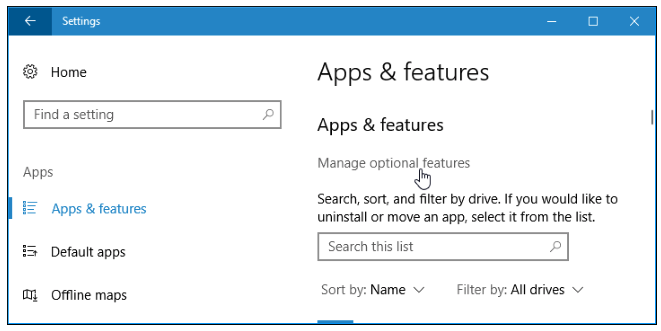 Settings
Home
Find a setting
Apps
Apps & features
Default apps
Offline maps
Apps & features
Apps & features
Manage optional features
Search, sort, and filter by drive. If you would like to
uninstall or move an app, select it from the list.
Search this list
Sort by: Name
Filter by: All drives